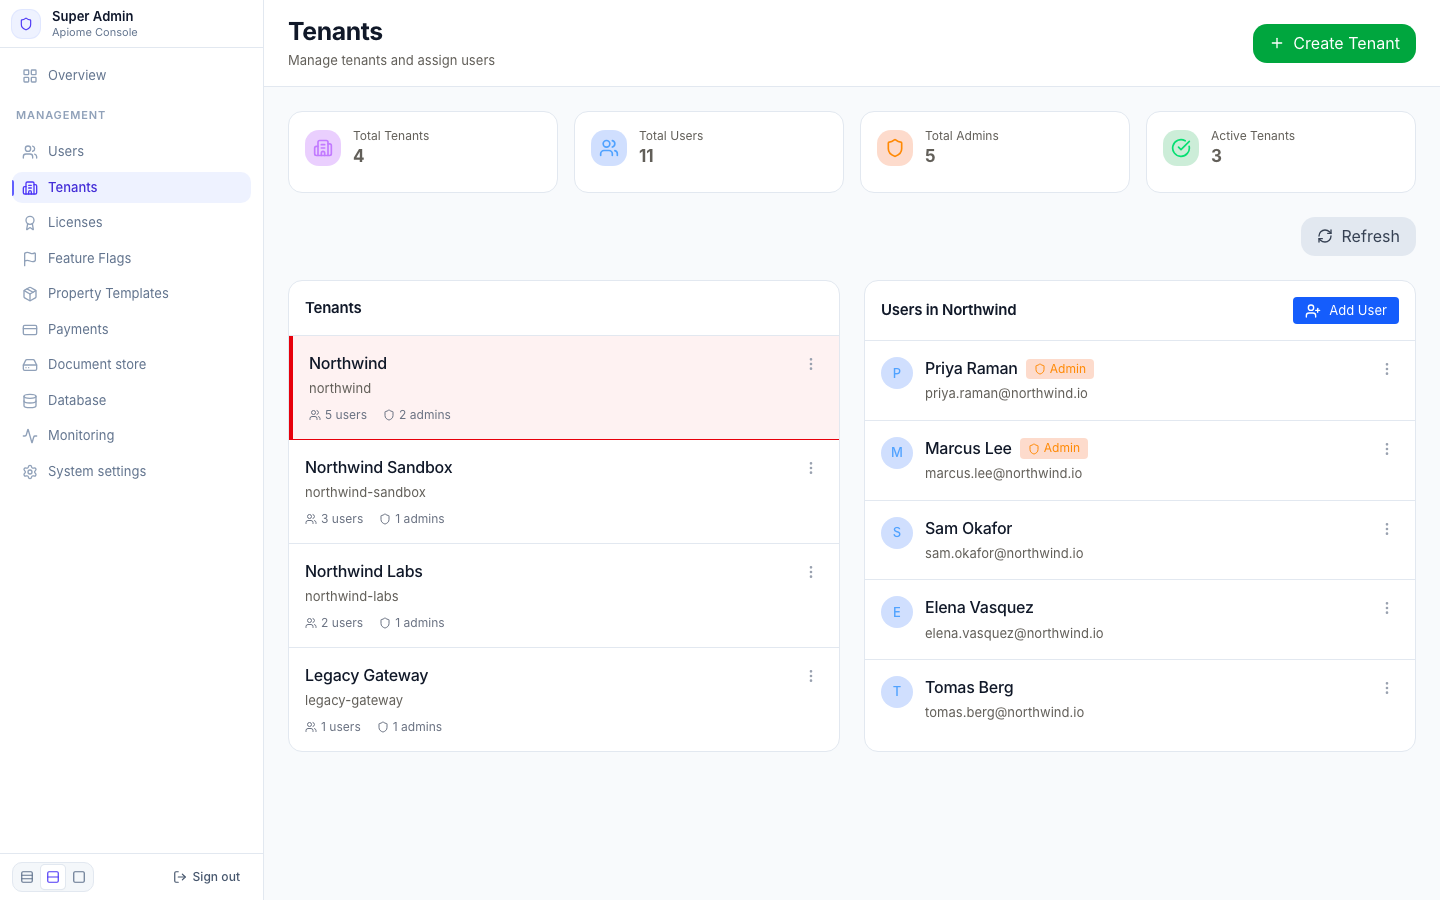 Super Admin
Apiome Console
Overview
MANAGEMENT
Users
Tenants
Licenses
Feature Flags
Property Templates
Payments
Document store
Database
Monitoring
System settings
Sign out
Tenants
Manage tenants and assign users
Create Tenant
Total Tenants
4
Total Users
11
Total Admins
5
Active Tenants
3
Refresh
Tenants
Northwind
northwind
5 users 2 admins
Northwind Sandbox
northwind-sandbox
3 users 1 admins
Northwind Labs
northwind-labs
2 users 1 admins
Legacy Gateway
legacy-gateway
1 users 1 admins
Users in Northwind
Add User
P
Priya Raman Admin
priya.raman@northwind.io
M
Marcus Lee Admin
marcus.lee@northwind.io
S
Sam Okafor
sam.okafor@northwind.io
E
Elena Vasquez
elena.vasquez@northwind.io
T
Tomas Berg
tomas.berg@northwind.io